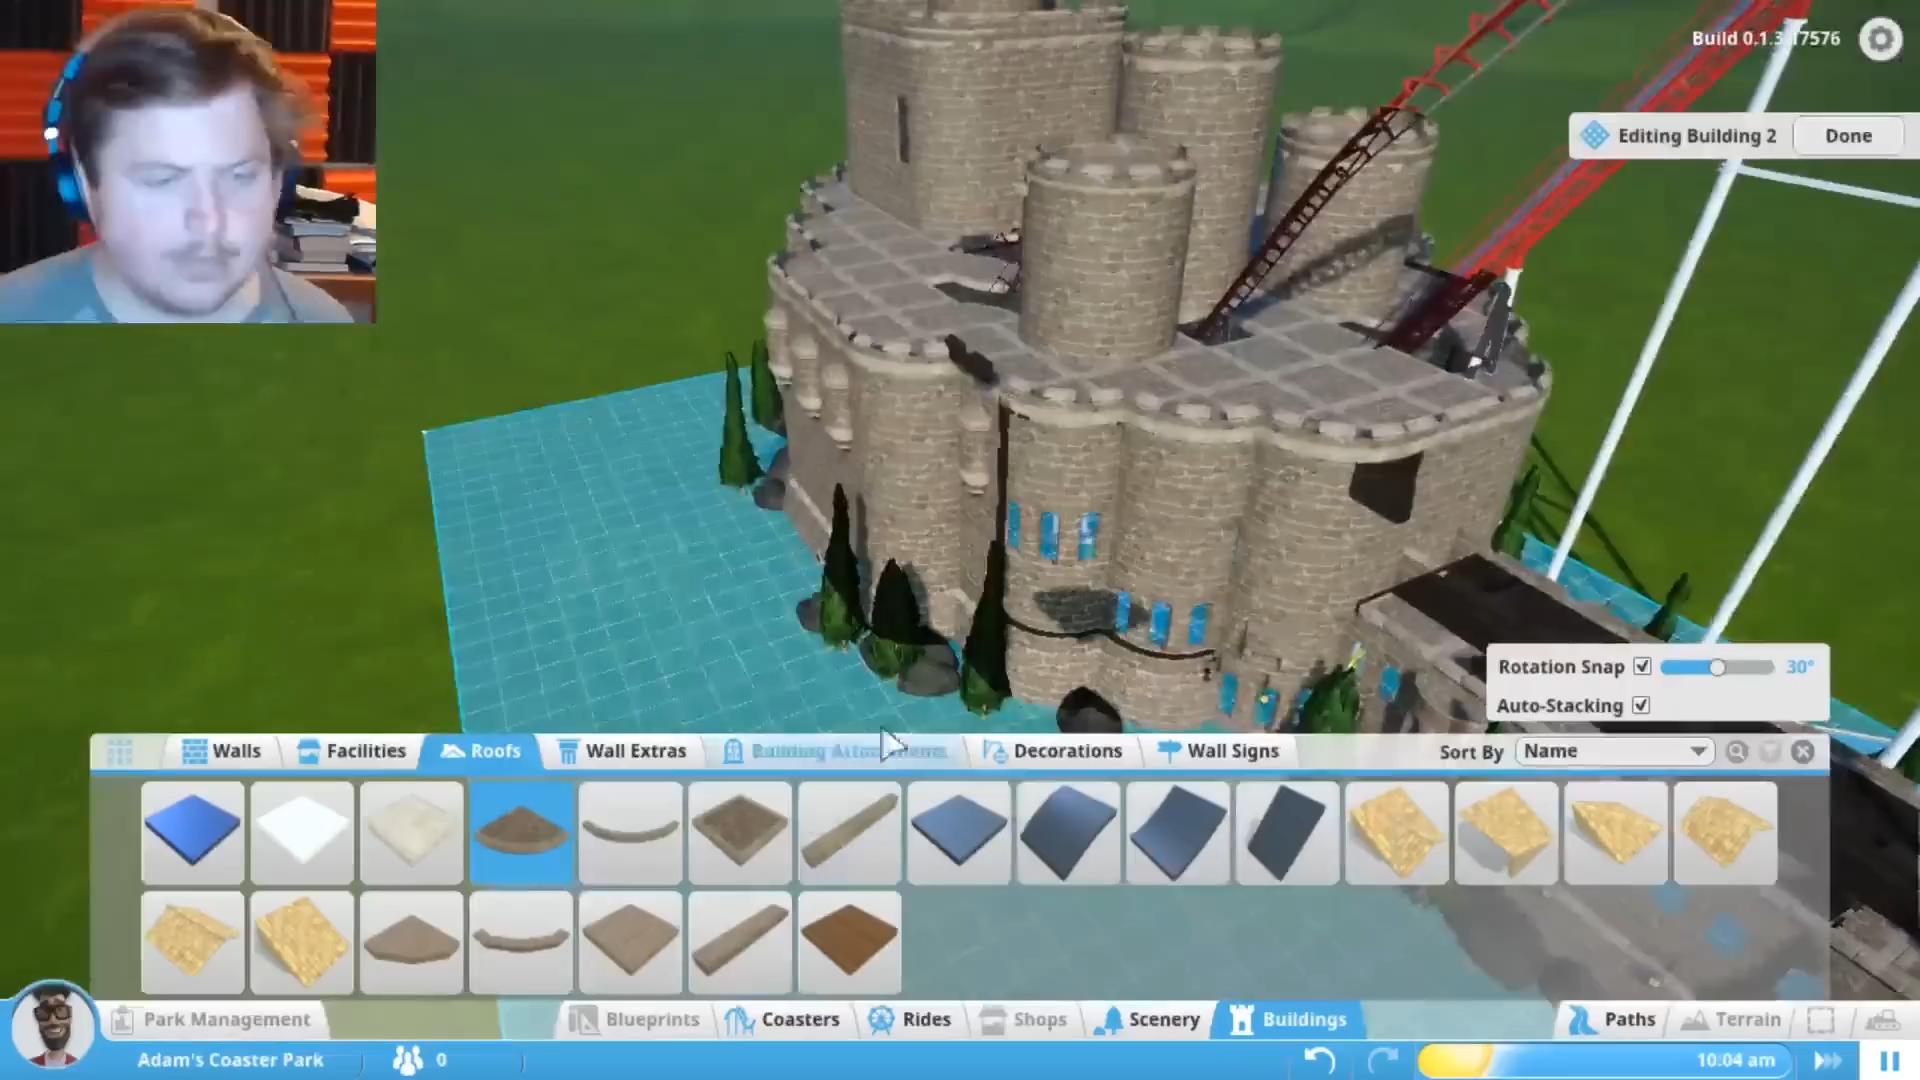 Build 0.1.3.17576
Editing Building 2
Done
Rotation Snap
30°
Auto-Stacking
Walls
Facilities
Roofs
Wall Extras
Decorations
Wall Signs
Sort By
Name
Park Management
Blueprints
Coasters
Rides
Shops
Scenery
Buildings
Paths
Terrain
Adam's Coaster Park
0
10:04 am